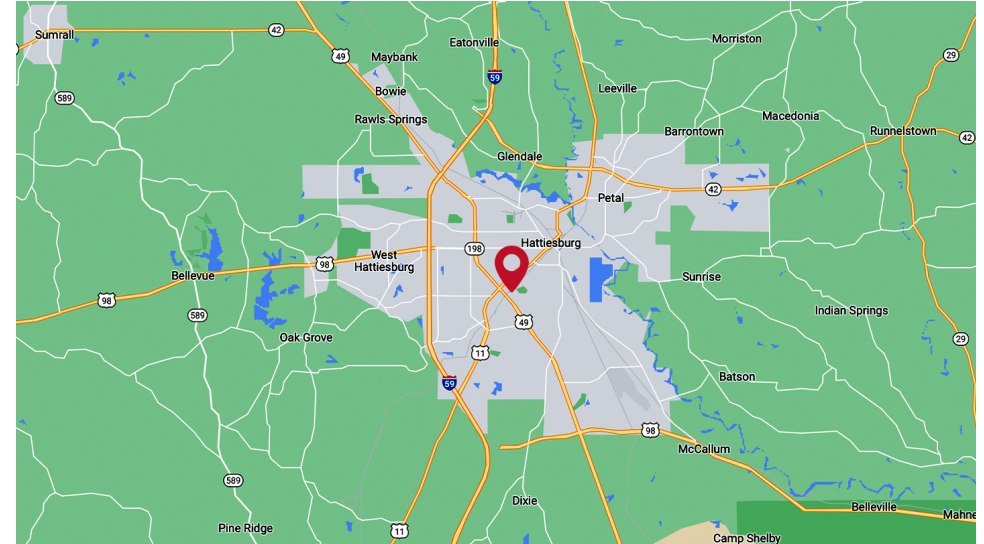 Sumrall
42
Eatonville
Morriston
49
Maybank
29
59
Bowie
Leeville
589
Rawls Springs
Macedonia
Barrontown
Runnelstown
42
Glendale
42
Petal
Hattiesburg
198
West
Hattiesburg
98
Bellevue
Sunrise
98
589
Indian Springs
49
Oak Grove
29
11
Batson
59
98
McCallum
589
Dixie
Belleville
Mahne
Pine Ridge
11
Camp Shelby